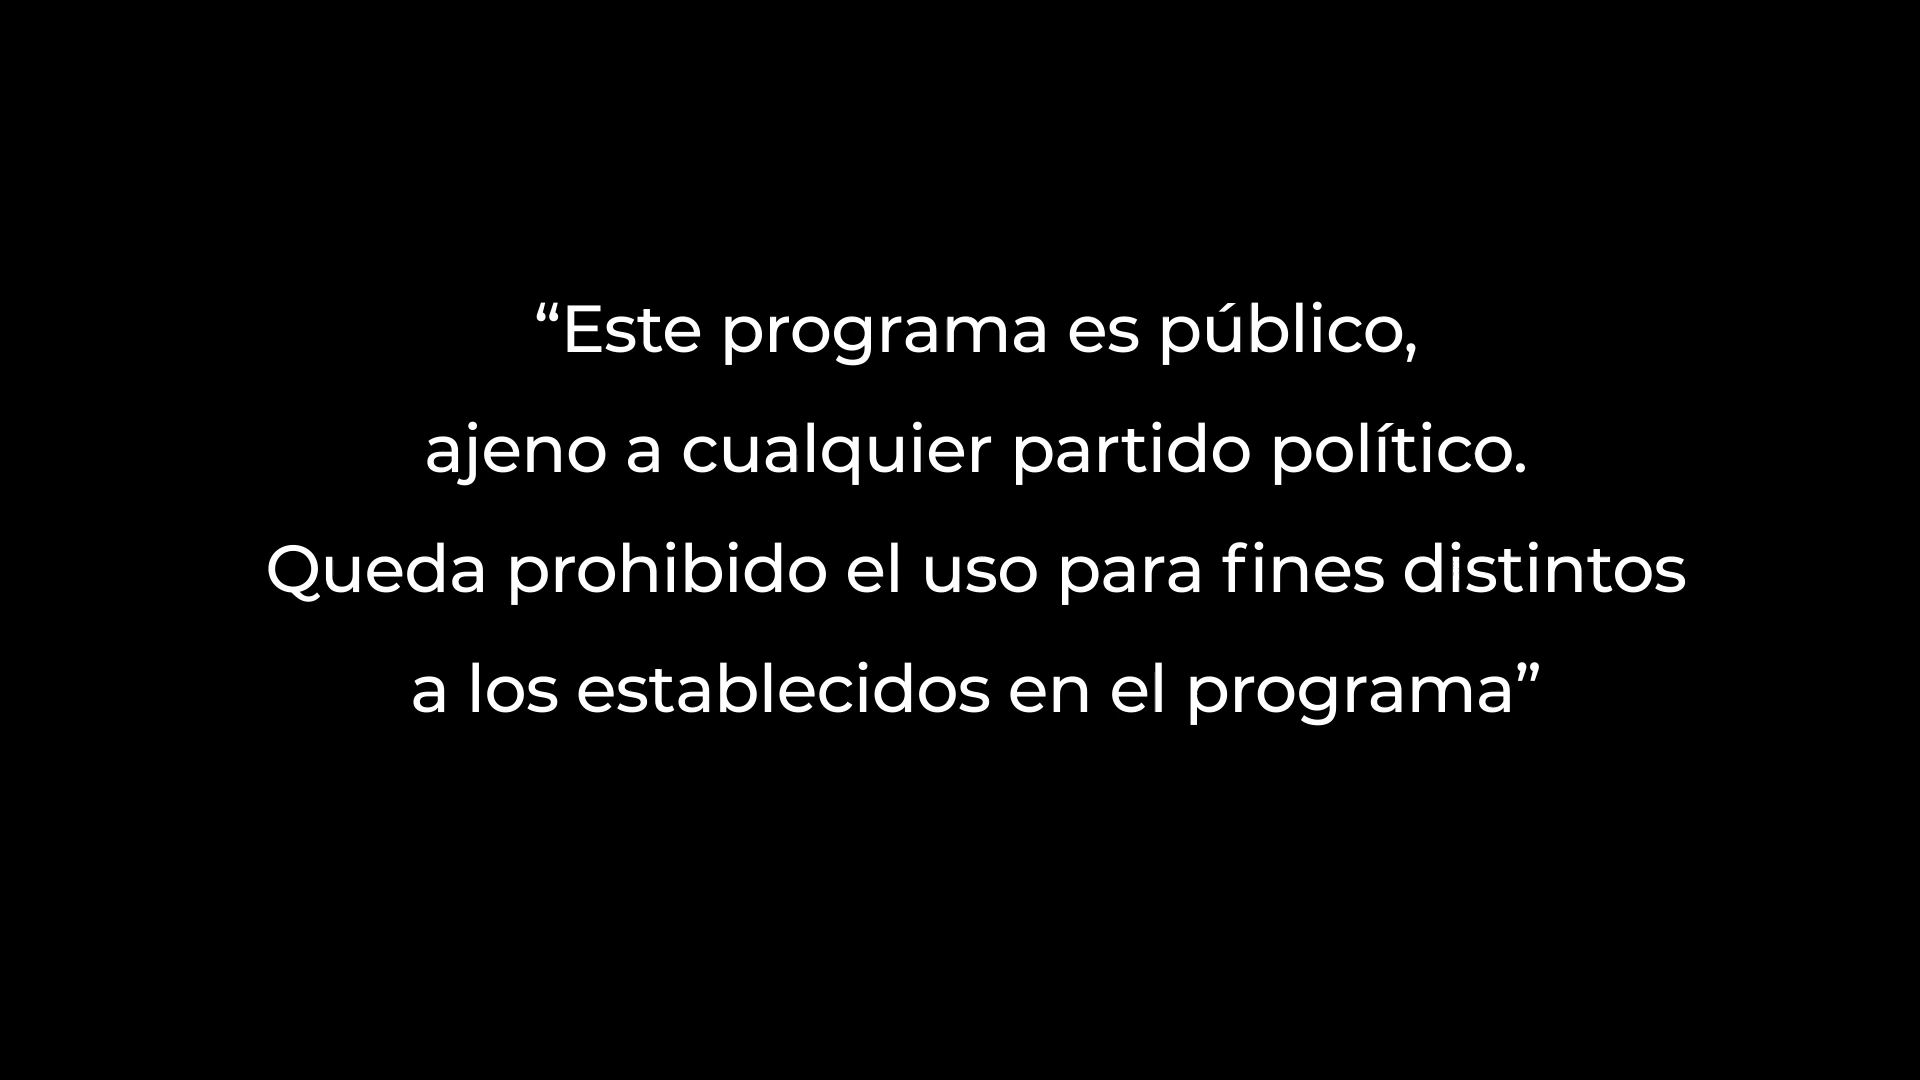 “Este programa es público,
ajeno a cualquier partido político.
Queda prohibido el uso para fines distintos
a los establecidos en el programa”